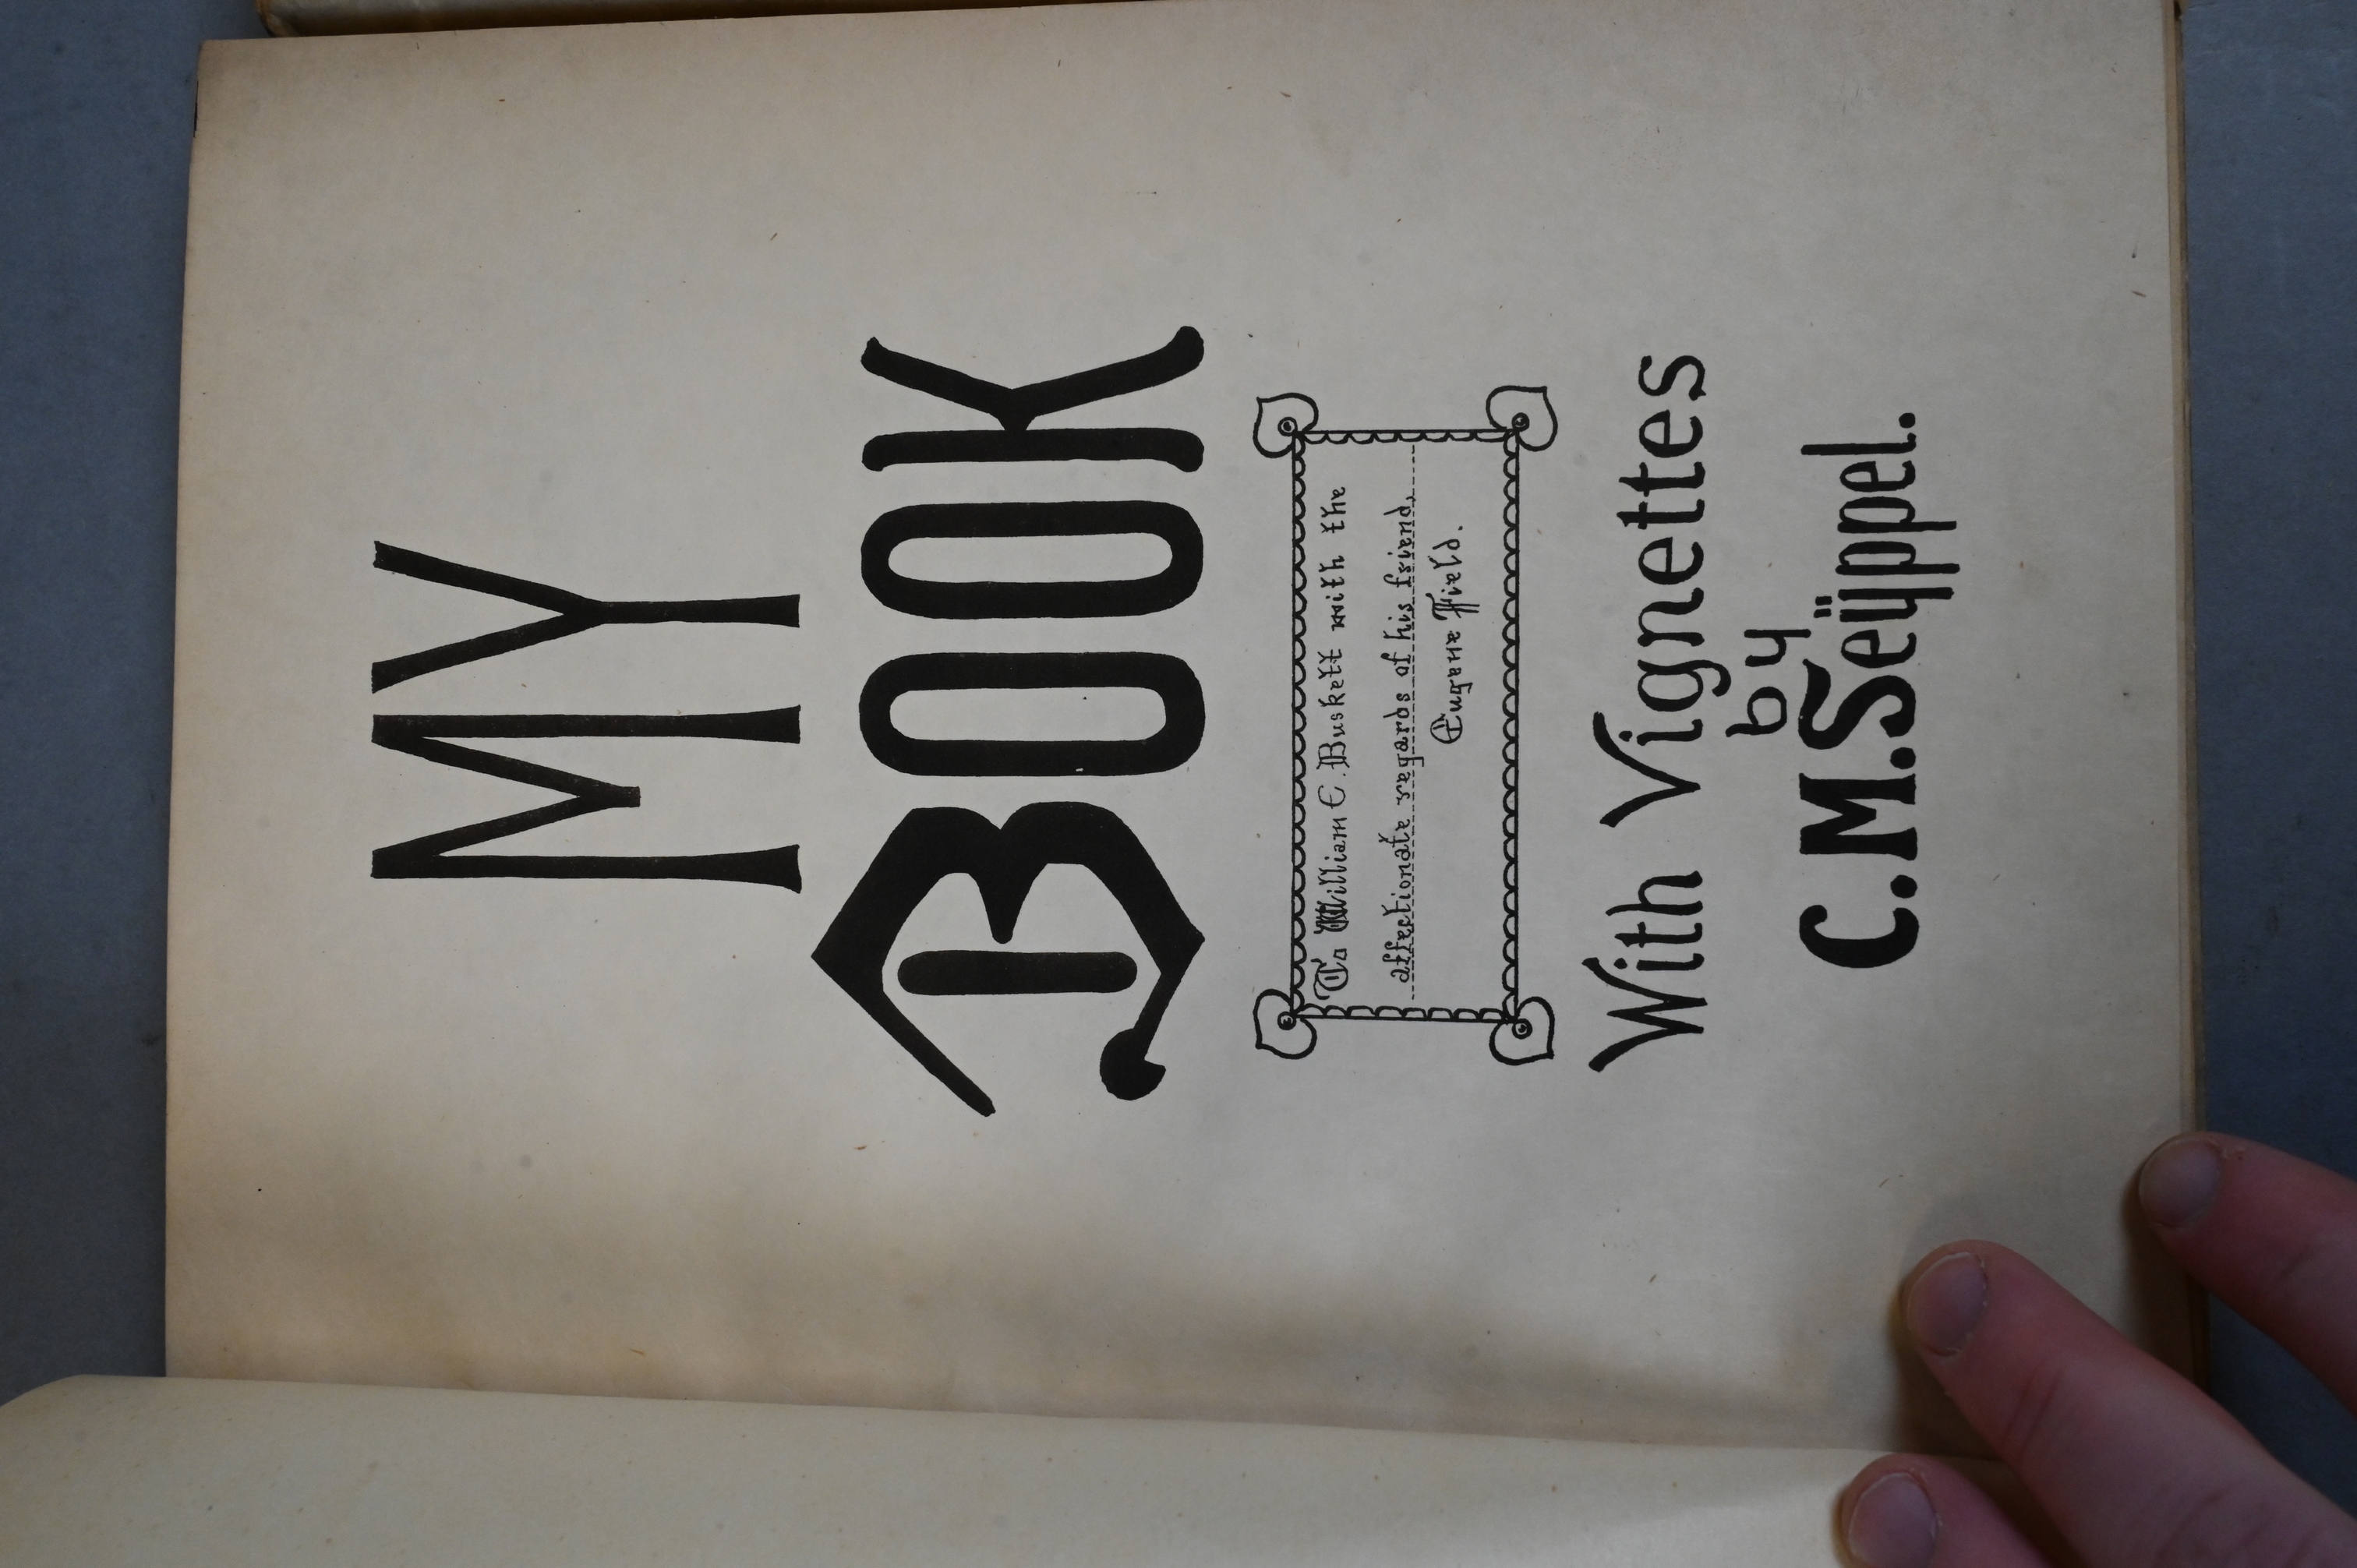 MY
BOOK
To William C. Buskett with the
affectionate regards of his friend,
Eugene Field.
With Vignettes
by
C.M.Seÿppel.